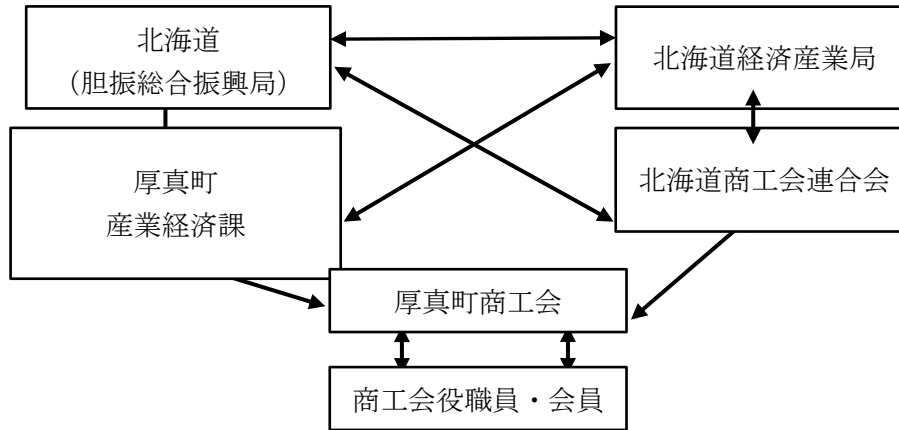 北海道
（胆振総合振興局）
北海道経済産業局
厚真町
産業経済課
北海道商工会連合会
厚真町商工会
商工会役職員・会員